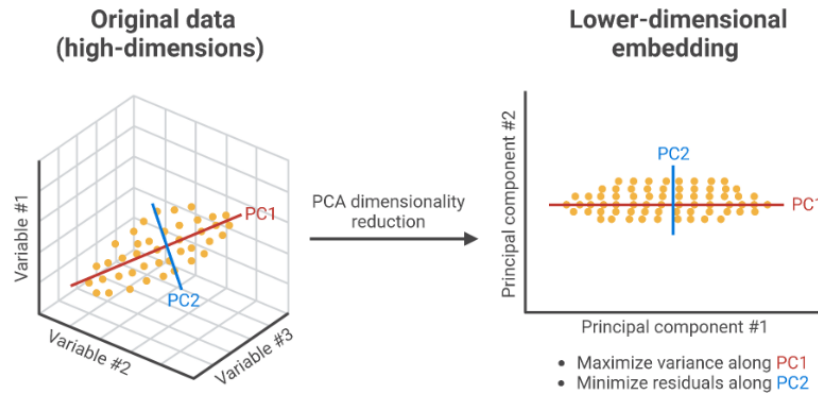 Original data
(high-dimensions)
Variable #1
Variable #2
Variable #3
PC1
PC2
PCA dimensionality
reduction
Lower-dimensional
embedding
Principal component #2
PC2
PC1
Principal component #1
• Maximize variance along PC1
• Minimize residuals along PC2